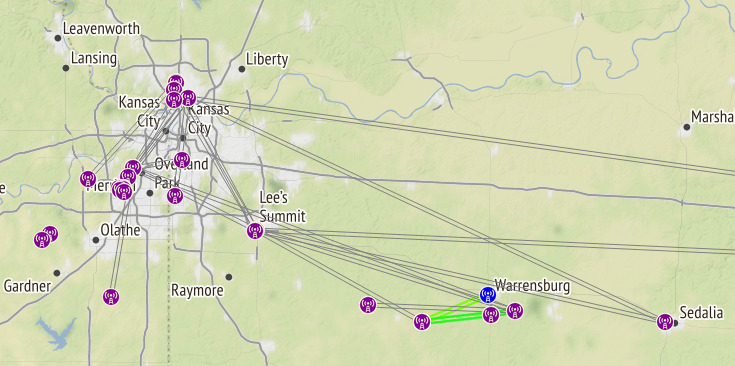 Leavenworth
Lansing
Liberty
Kansas
City
Kansas
City
Marsha
Overland
Park
e
Lee's
Summit
Olathe
Gardner
Raymore
Warrensburg
Sedalia